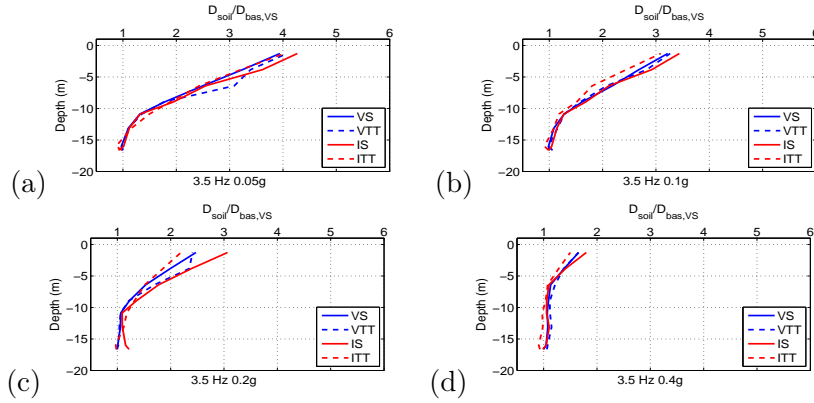 D_soil/D_bas,VS
1 2 3 4 5 6
0
−5
−10
−15
−20
Depth (m)
VS
VTT
IS
ITT
(a)
3.5 Hz 0.05g
D_soil/D_bas,VS
1 2 3 4 5 6
0
−5
−10
−15
−20
Depth (m)
VS
VTT
IS
ITT
(b)
3.5 Hz 0.1g
D_soil/D_bas,VS
1 2 3 4 5 6
0
−5
−10
−15
−20
Depth (m)
VS
VTT
IS
ITT
(c)
3.5 Hz 0.2g
D_soil/D_bas,VS
1 2 3 4 5 6
0
−5
−10
−15
−20
Depth (m)
VS
VTT
IS
ITT
(d)
3.5 Hz 0.4g